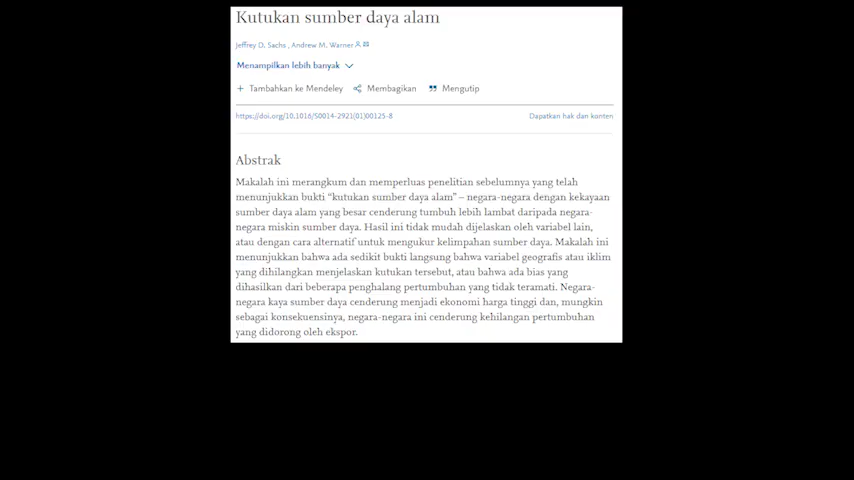 Kutukan sumber daya alam
Jeffrey D. Sachs , Andrew M. Warner
Menampilkan lebih banyak
+ Tambahkan ke Mendeley Membagikan Mengutip
https://doi.org/10.1016/S0014-2921(01)00125-8 Dapatkan hak dan konten
Abstrak
Makalah ini merangkum dan memperluas penelitian sebelumnya yang telah
menunjukkan bukti “kutukan sumber daya alam” – negara-negara dengan kekayaan
sumber daya alam yang besar cenderung tumbuh lebih lambat daripada negara-
negara miskin sumber daya. Hasil ini tidak mudah dijelaskan oleh variabel lain,
atau dengan cara alternatif untuk mengukur kelimpahan sumber daya. Makalah ini
menunjukkan bahwa ada sedikit bukti langsung bahwa variabel geografis atau iklim
yang dihilangkan menjelaskan kutukan tersebut, atau bahwa ada bias yang
dihasilkan dari beberapa penghalang pertumbuhan yang tidak teramati. Negara-
negara kaya sumber daya cenderung menjadi ekonomi harga tinggi dan, mungkin
sebagai konsekuensinya, negara-negara ini cenderung kehilangan pertumbuhan
yang didorong oleh ekspor.